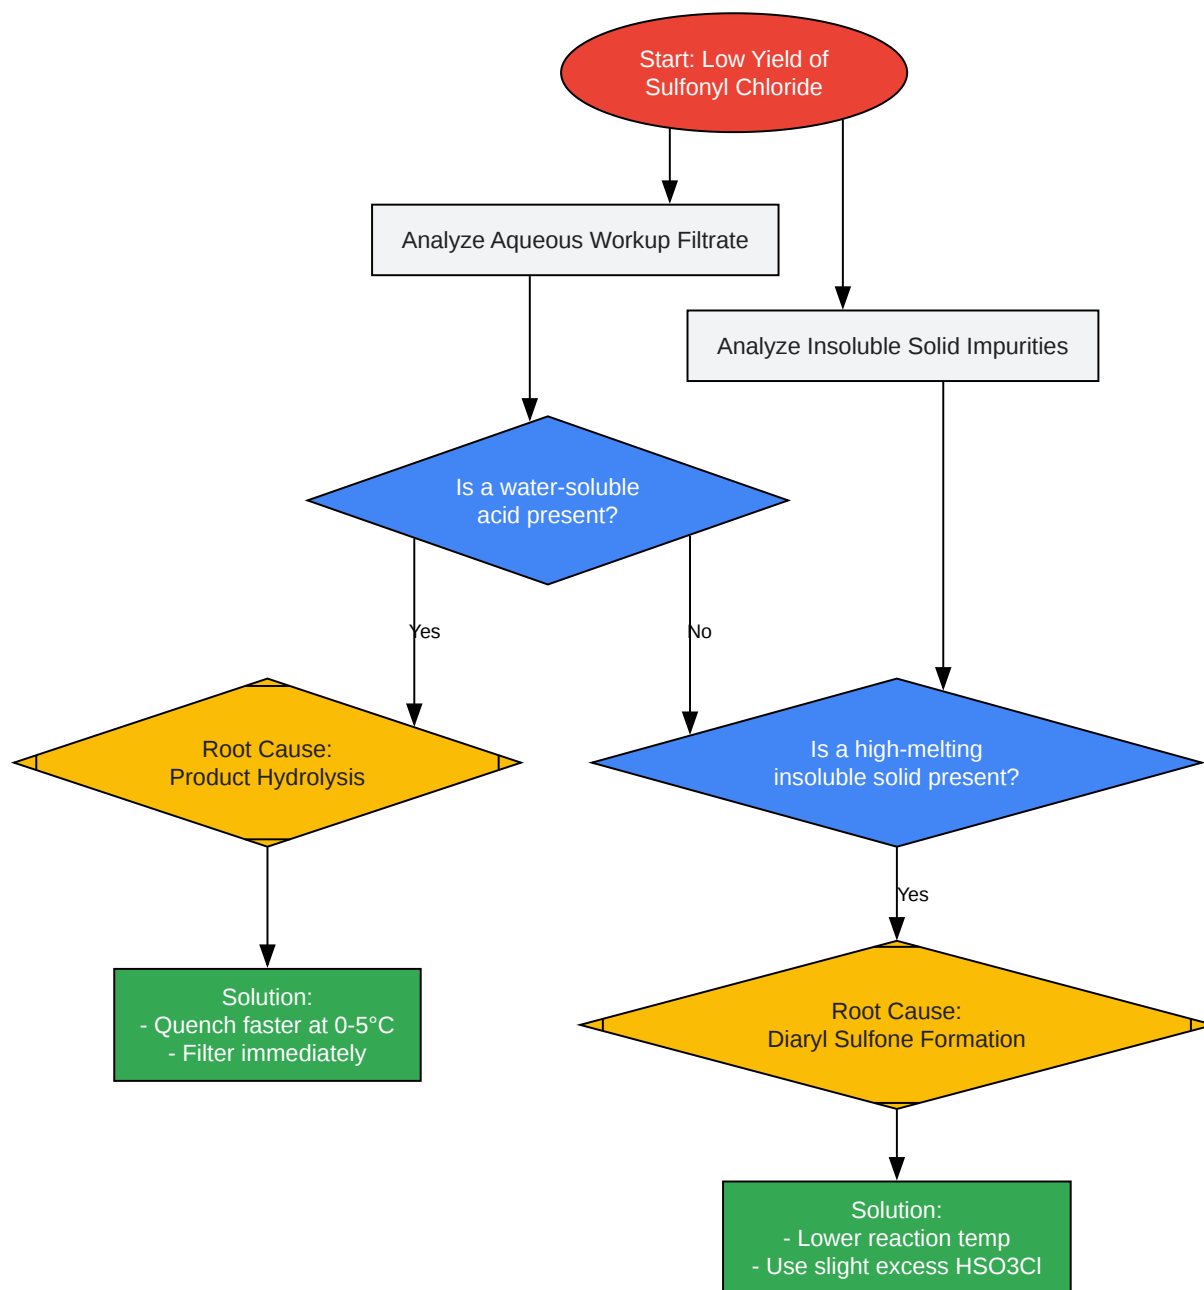 Start: Low Yield of
Sulfonyl Chloride
Analyze Aqueous Workup Filtrate
Analyze Insoluble Solid Impurities
Is a water-soluble
acid present?
Yes
No
Root Cause:
Product Hydrolysis
Is a high-melting
insoluble solid present?
Yes
Solution:
- Quench faster at 0-5°C
- Filter immediately
Root Cause:
Diaryl Sulfone Formation
Solution:
- Lower reaction temp
- Use slight excess HSO3Cl